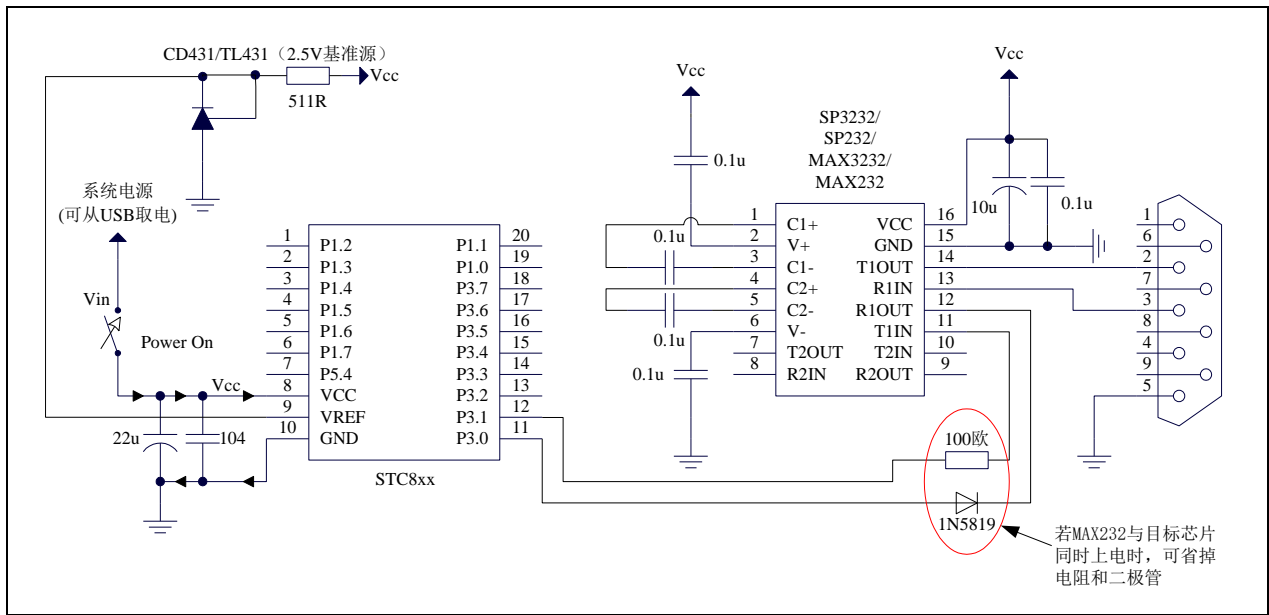 CD431/TL431（2.5V基准源）
Vcc
511R
系统电源
(可从USB取电)
Vin
Power On
Vcc
22u
104
1 P1.2
2 P1.3
3 P1.4
4 P1.5
5 P1.6
6 P1.7
7 P5.4
8 VCC
9 VREF
10 GND
P1.1 20
P1.0 19
P3.7 18
P3.6 17
P3.5 16
P3.4 15
P3.3 14
P3.2 13
P3.1 12
P3.0 11
STC8xx
Vcc
0.1u
0.1u
0.1u
0.1u
SP3232/
SP232/
MAX3232/
MAX232
1 C1+
2 V+
3 C1-
4 C2+
5 C2-
6 V-
7 T2OUT
8 R2IN
VCC 16
GND 15
T1OUT 14
R1IN 13
R1OUT 12
T1IN 11
T2IN 10
R2OUT 9
Vcc
10u
0.1u
1
6
2
7
3
8
4
9
5
100欧
1N5819
若MAX232与目标芯片
同时上电时，可省掉
电阻和二极管